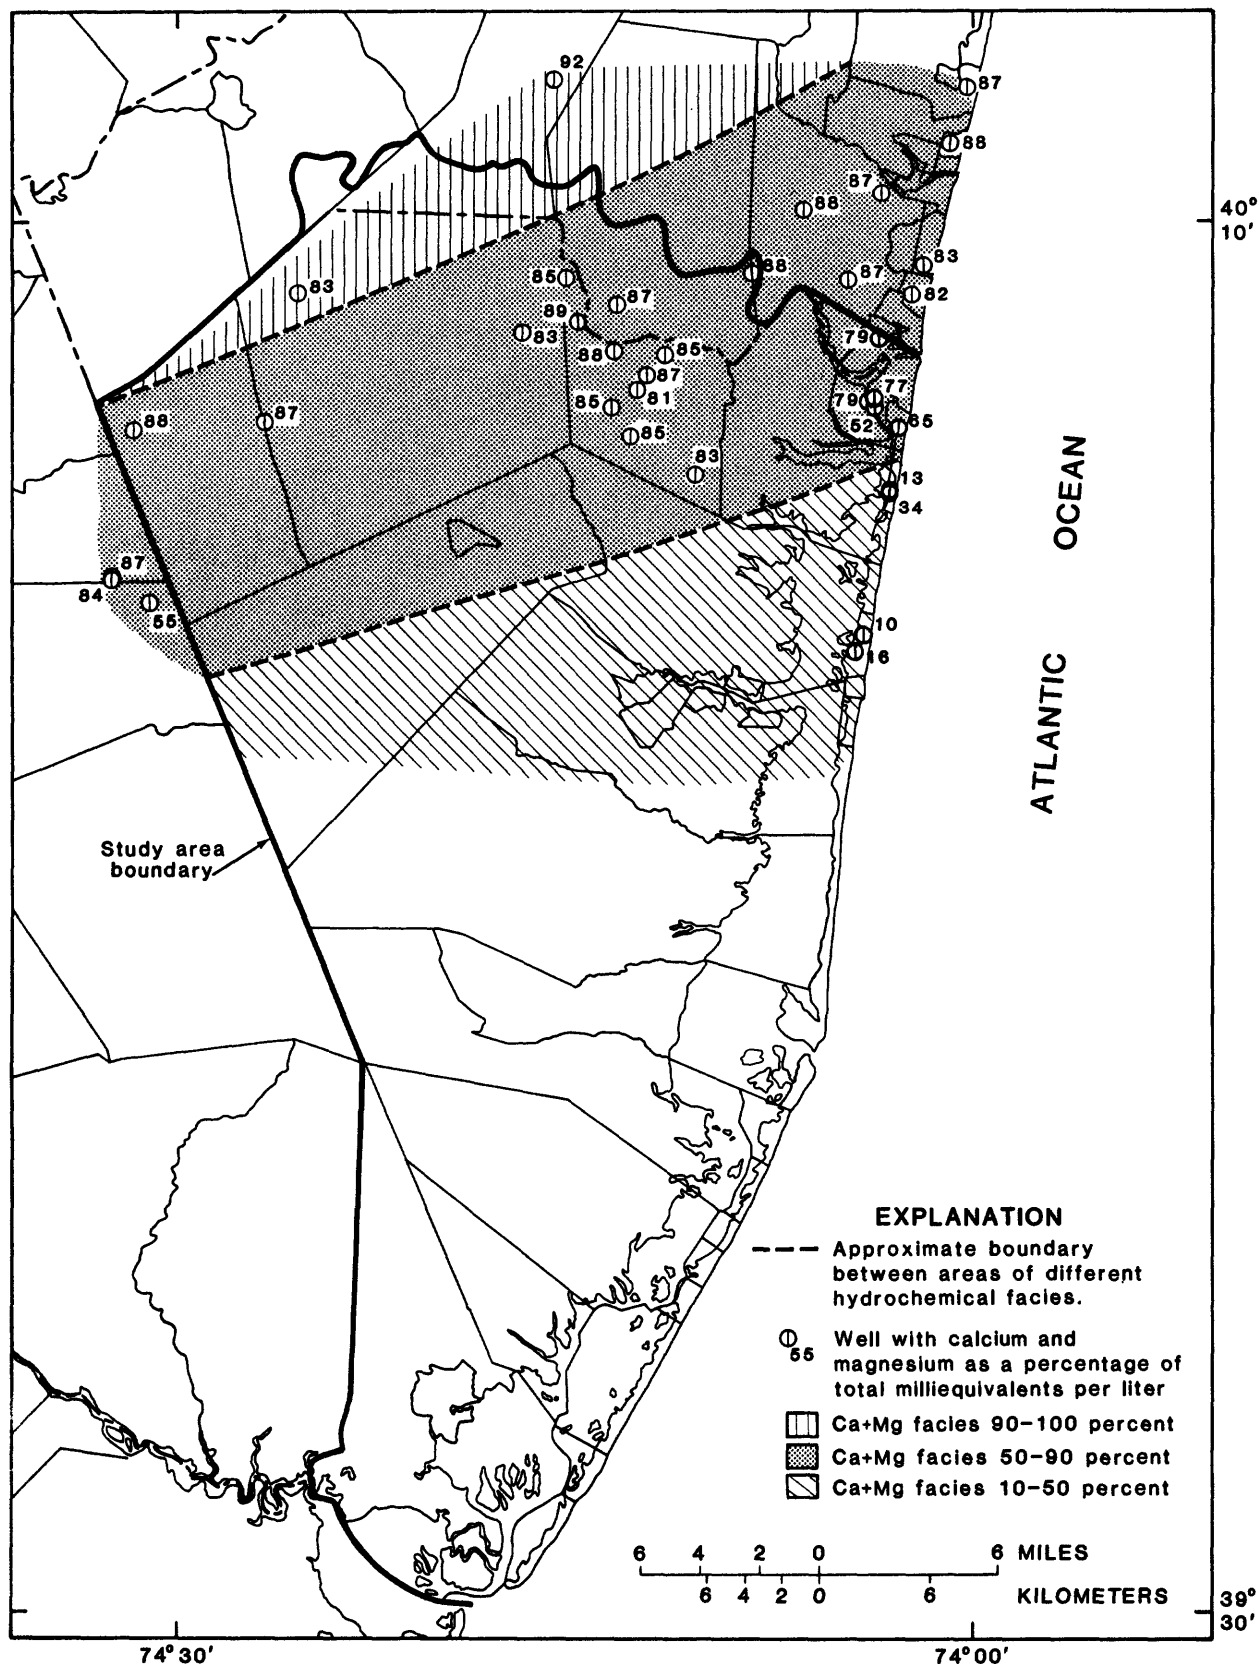 92
87
88
87
88
40°
10'
83
88
87
85
82
83
87
89
83
79
88
85
87
77
81
79
85
88
87
52
85
85
83
13
34
OCEAN
87
84
55
10
16
ATLANTIC
Study area
boundary
EXPLANATION
Approximate boundary
between areas of different
hydrochemical facies.
55
Well with calcium and
magnesium as a percentage of
total milliequivalents per liter
Ca+Mg facies 90-100 percent
Ca+Mg facies 50-90 percent
Ca+Mg facies 10-50 percent
6 4 2 0 6 MILES
6 4 2 0 6 KILOMETERS
39°
30'
74°30'
74°00'